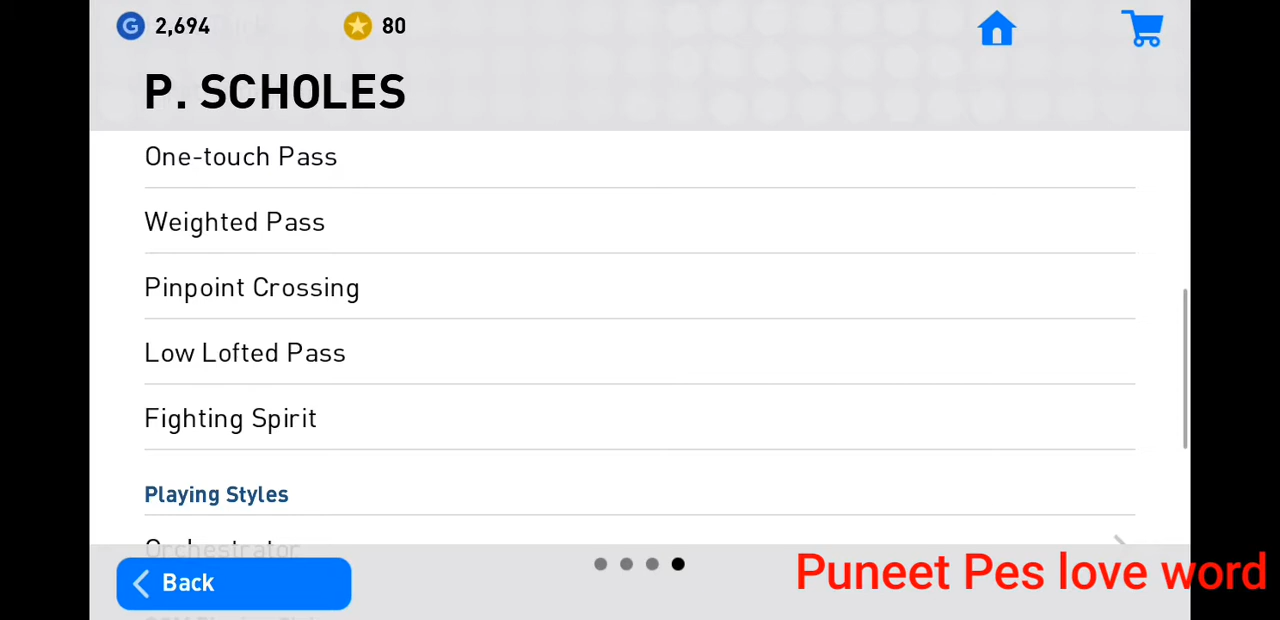 G 2,694 80
P. SCHOLES
One-touch Pass
Weighted Pass
Pinpoint Crossing
Low Lofted Pass
Fighting Spirit
Playing Styles
Orchestrator
Back
Puneet Pes love word